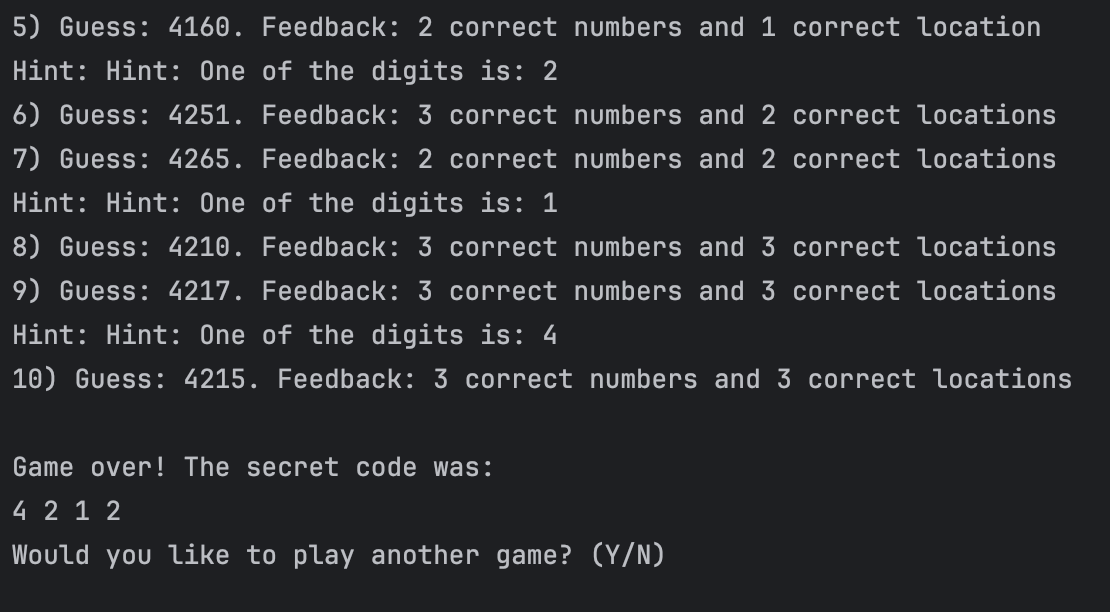 5) Guess: 4160. Feedback: 2 correct numbers and 1 correct location
Hint: Hint: One of the digits is: 2
6) Guess: 4251. Feedback: 3 correct numbers and 2 correct locations
7) Guess: 4265. Feedback: 2 correct numbers and 2 correct locations
Hint: Hint: One of the digits is: 1
8) Guess: 4210. Feedback: 3 correct numbers and 3 correct locations
9) Guess: 4217. Feedback: 3 correct numbers and 3 correct locations
Hint: Hint: One of the digits is: 4
10) Guess: 4215. Feedback: 3 correct numbers and 3 correct locations
Game over! The secret code was:
4 2 1 2
Would you like to play another game? (Y/N)